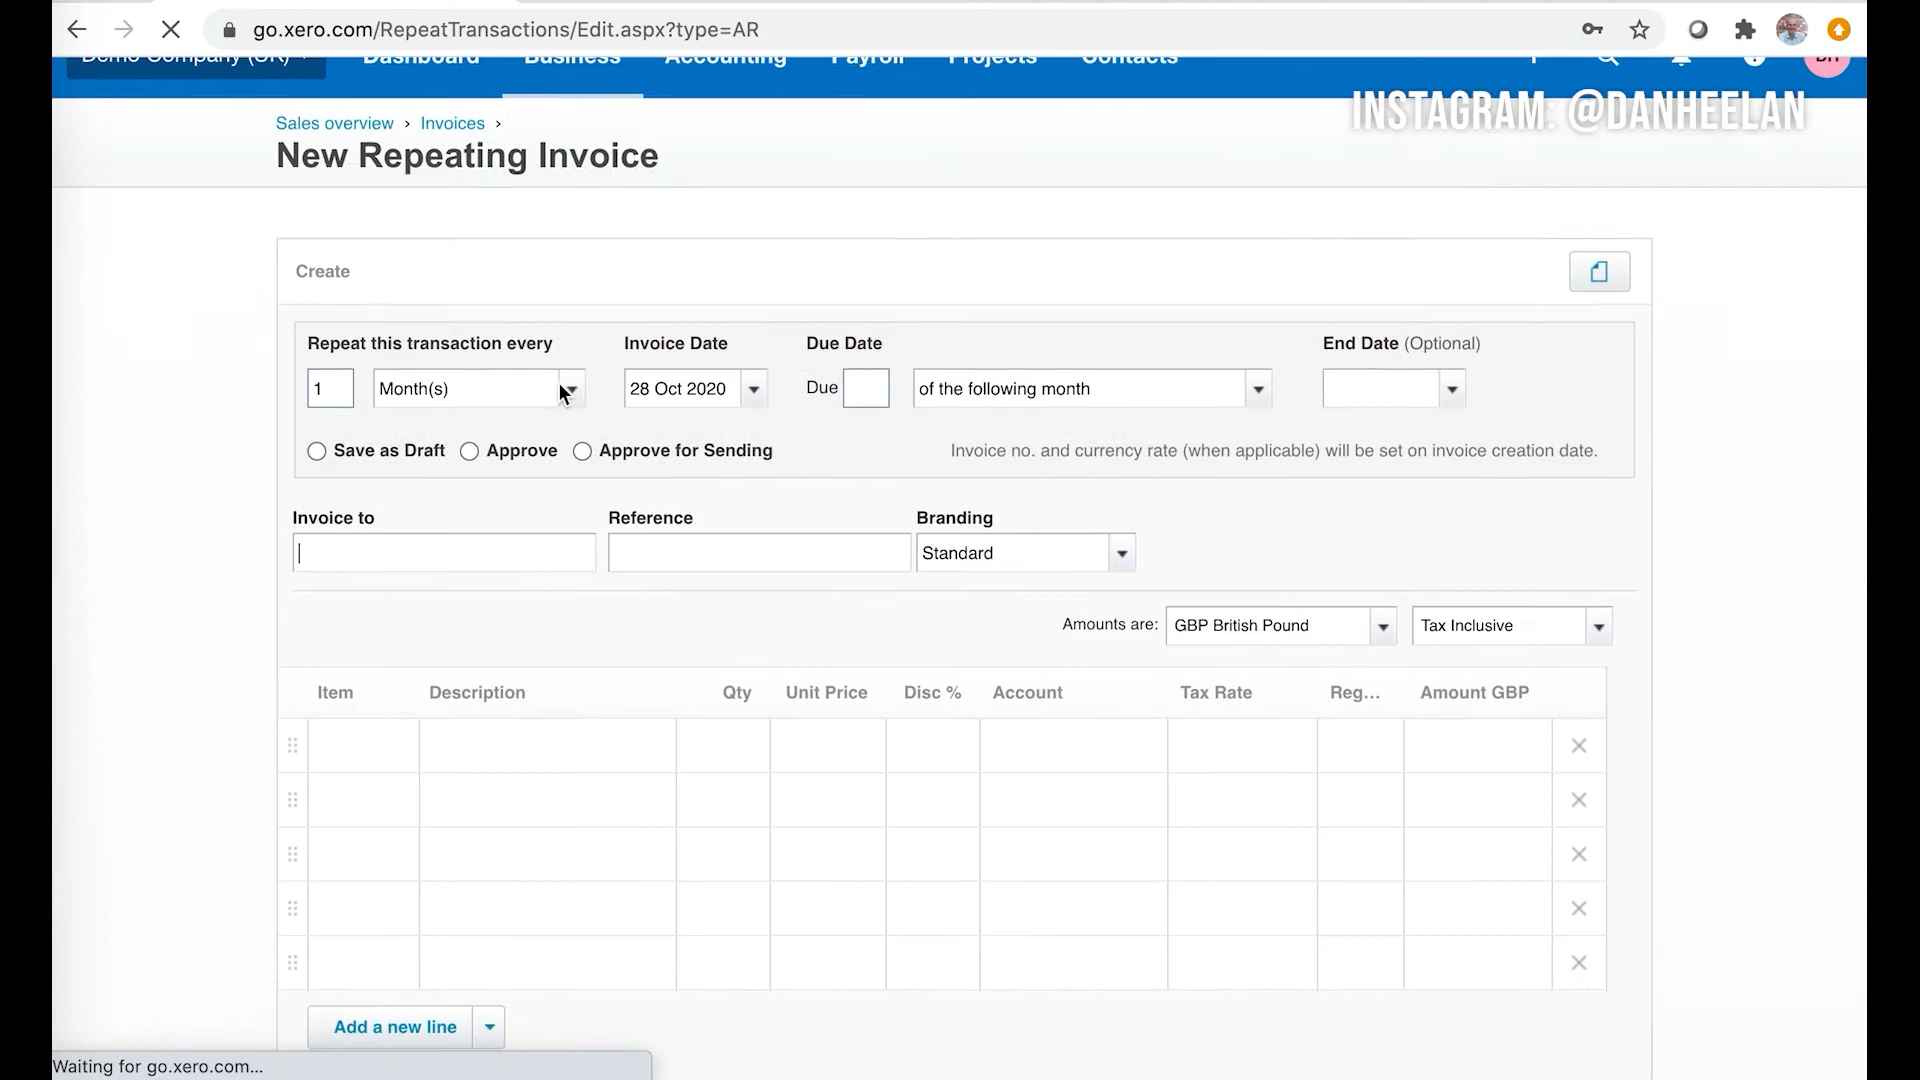 go.xero.com/RepeatTransactions/Edit.aspx?type=AR
Demo Company (UK) Dashboard Business Accounting Payroll Projects Contacts
INSTAGRAM: @DANHEELAN
Sales overview › Invoices ›
New Repeating Invoice
Create
Repeat this transaction every Invoice Date Due Date End Date (Optional)
1 Month(s) 28 Oct 2020 Due of the following month
Save as Draft Approve Approve for Sending Invoice no. and currency rate (when applicable) will be set on invoice creation date.
Invoice to Reference Branding
Standard
Amounts are: GBP British Pound Tax Inclusive
Item Description Qty Unit Price Disc % Account Tax Rate Reg... Amount GBP
Add a new line
Waiting for go.xero.com...